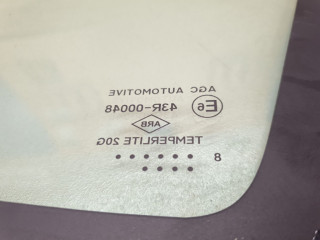 AGC AUTOMOTIVE
E6 43R-00048
ARB
TEMPERLITE 20G
8 • • • • • •
• • • •